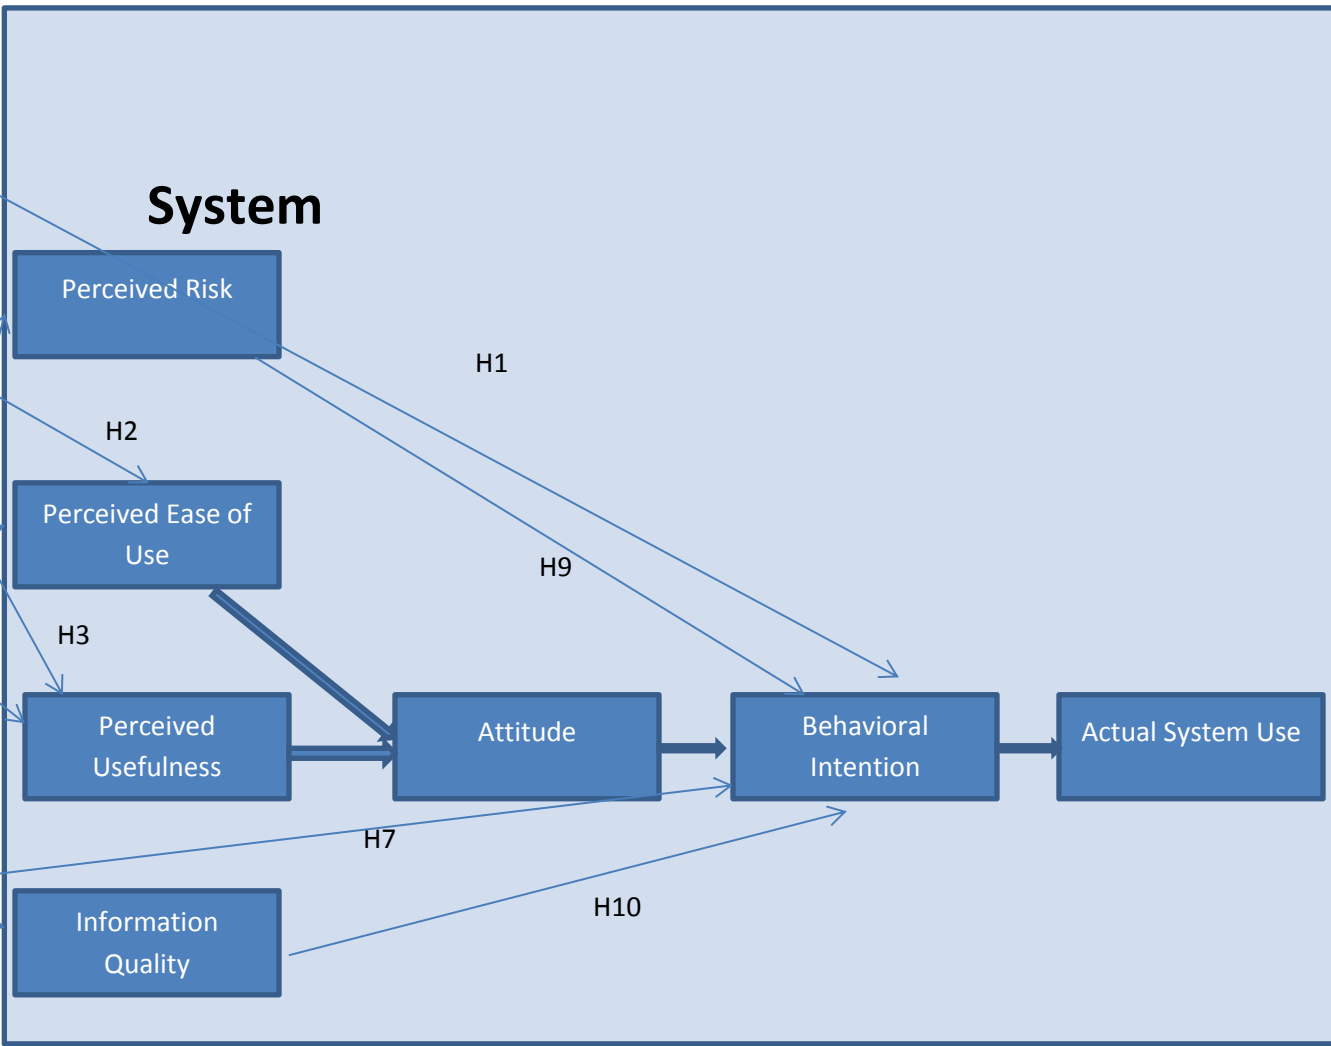 System
Perceived Risk
H1
H2
Perceived Ease of
Use
H9
H3
Perceived
Usefulness
Attitude
Behavioral
Intention
Actual System Use
H7
Information
Quality
H10